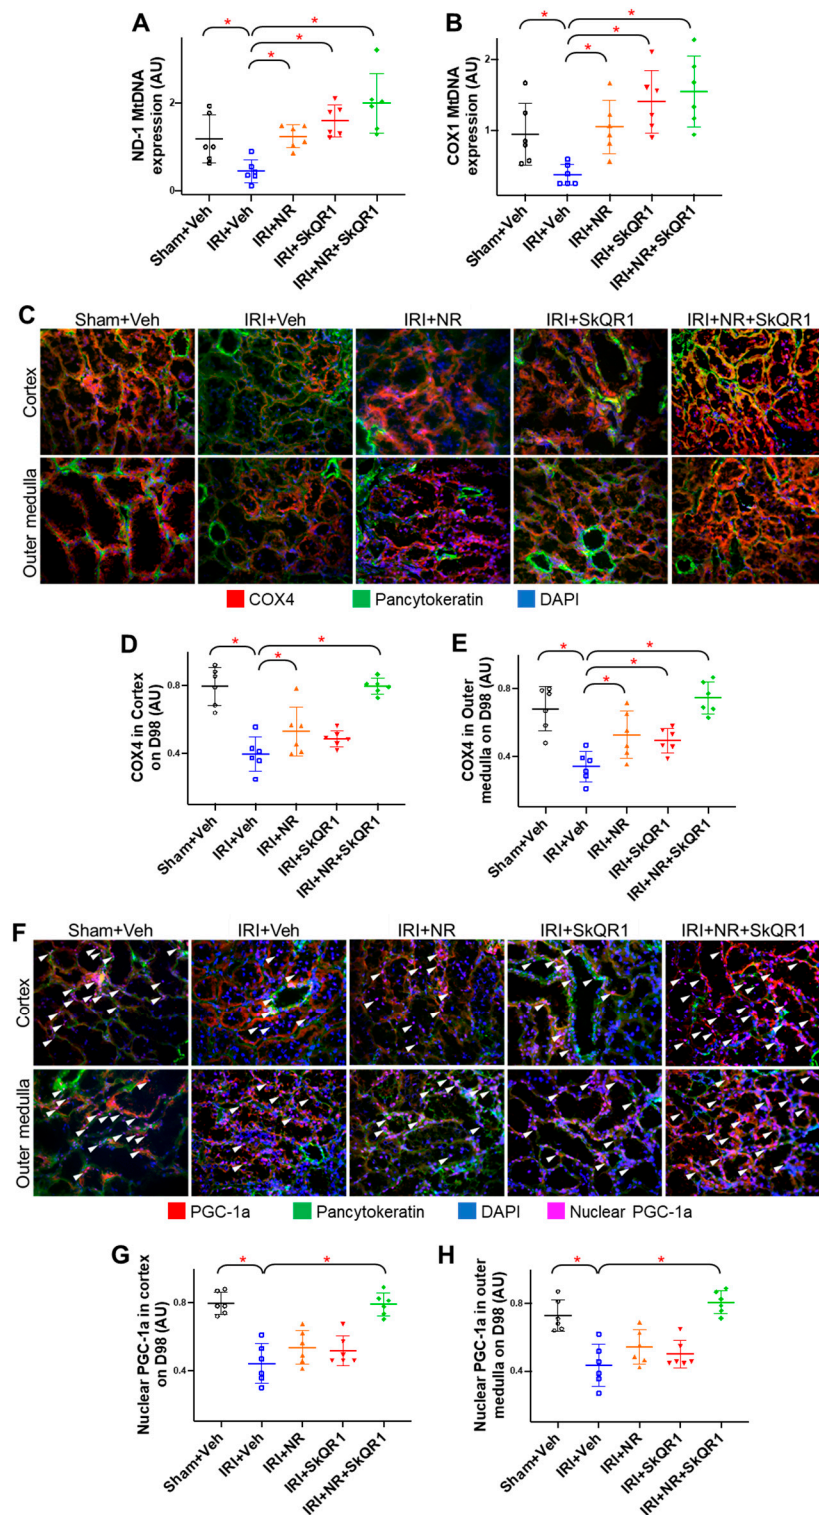 A
ND-1 MtDNA
expression (AU)
2
0
*
*
*
*
Sham+Veh
IRI+Veh
IRI+NR
IRI+SkQR1
IRI+NR+SkQR1
B
COX1 MtDNA
expression (AU)
2
1
*
*
*
*
Sham+Veh
IRI+Veh
IRI+NR
IRI+SkQR1
IRI+NR+SkQR1
C
Sham+Veh IRI+Veh IRI+NR IRI+SkQR1 IRI+NR+SkQR1
Cortex
Outer medulla
COX4 Pancytokeratin DAPI
D
COX4 in Cortex
on D98 (AU)
0.8
0.4
*
*
*
Sham+Veh
IRI+Veh
IRI+NR
IRI+SkQR1
IRI+NR+SkQR1
E
COX4 in Outer
medulla on D98 (AU)
0.8
0.4
*
*
*
*
Sham+Veh
IRI+Veh
IRI+NR
IRI+SkQR1
IRI+NR+SkQR1
F
Sham+Veh IRI+Veh IRI+NR IRI+SkQR1 IRI+NR+SkQR1
Cortex
Outer medulla
PGC-1a Pancytokeratin DAPI Nuclear PGC-1a
G
Nuclear PGC-1a in cortex
on D98 (AU)
0.8
0.4
*
*
Sham+Veh
IRI+Veh
IRI+NR
IRI+SkQR1
IRI+NR+SkQR1
H
Nuclear PGC-1a in outer
medulla on D98 (AU)
0.8
0.4
*
*
Sham+Veh
IRI+Veh
IRI+NR
IRI+SkQR1
IRI+NR+SkQR1